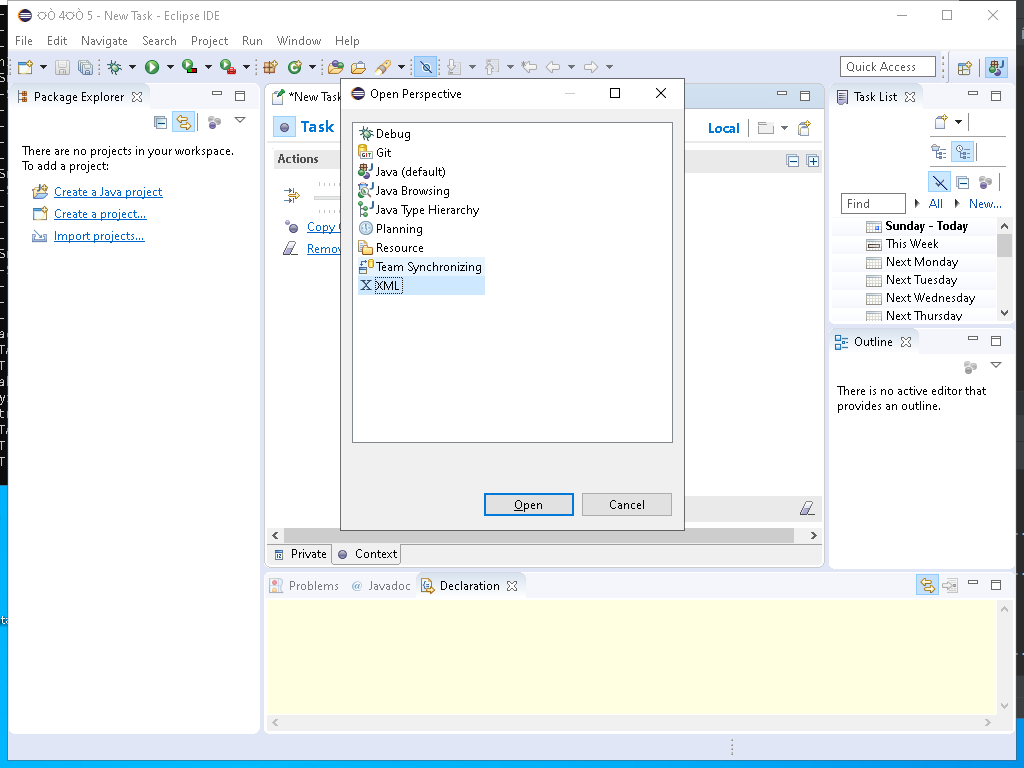 4 5 - New Task - Eclipse IDE
File Edit Navigate Search Project Run Window Help
Quick Access
Package Explorer
There are no projects in your workspace.
To add a project:
Create a Java project
Create a project...
Import projects...
*New Task
Task
Local
Actions
Copy
Remov
Open Perspective
Debug
Git
Java (default)
Java Browsing
Java Type Hierarchy
Planning
Resource
Team Synchronizing
XML
Open Cancel
Private Context
Task List
Find All New...
Sunday - Today
This Week
Next Monday
Next Tuesday
Next Wednesday
Next Thursday
Outline
There is no active editor that
provides an outline.
Problems @ Javadoc Declaration